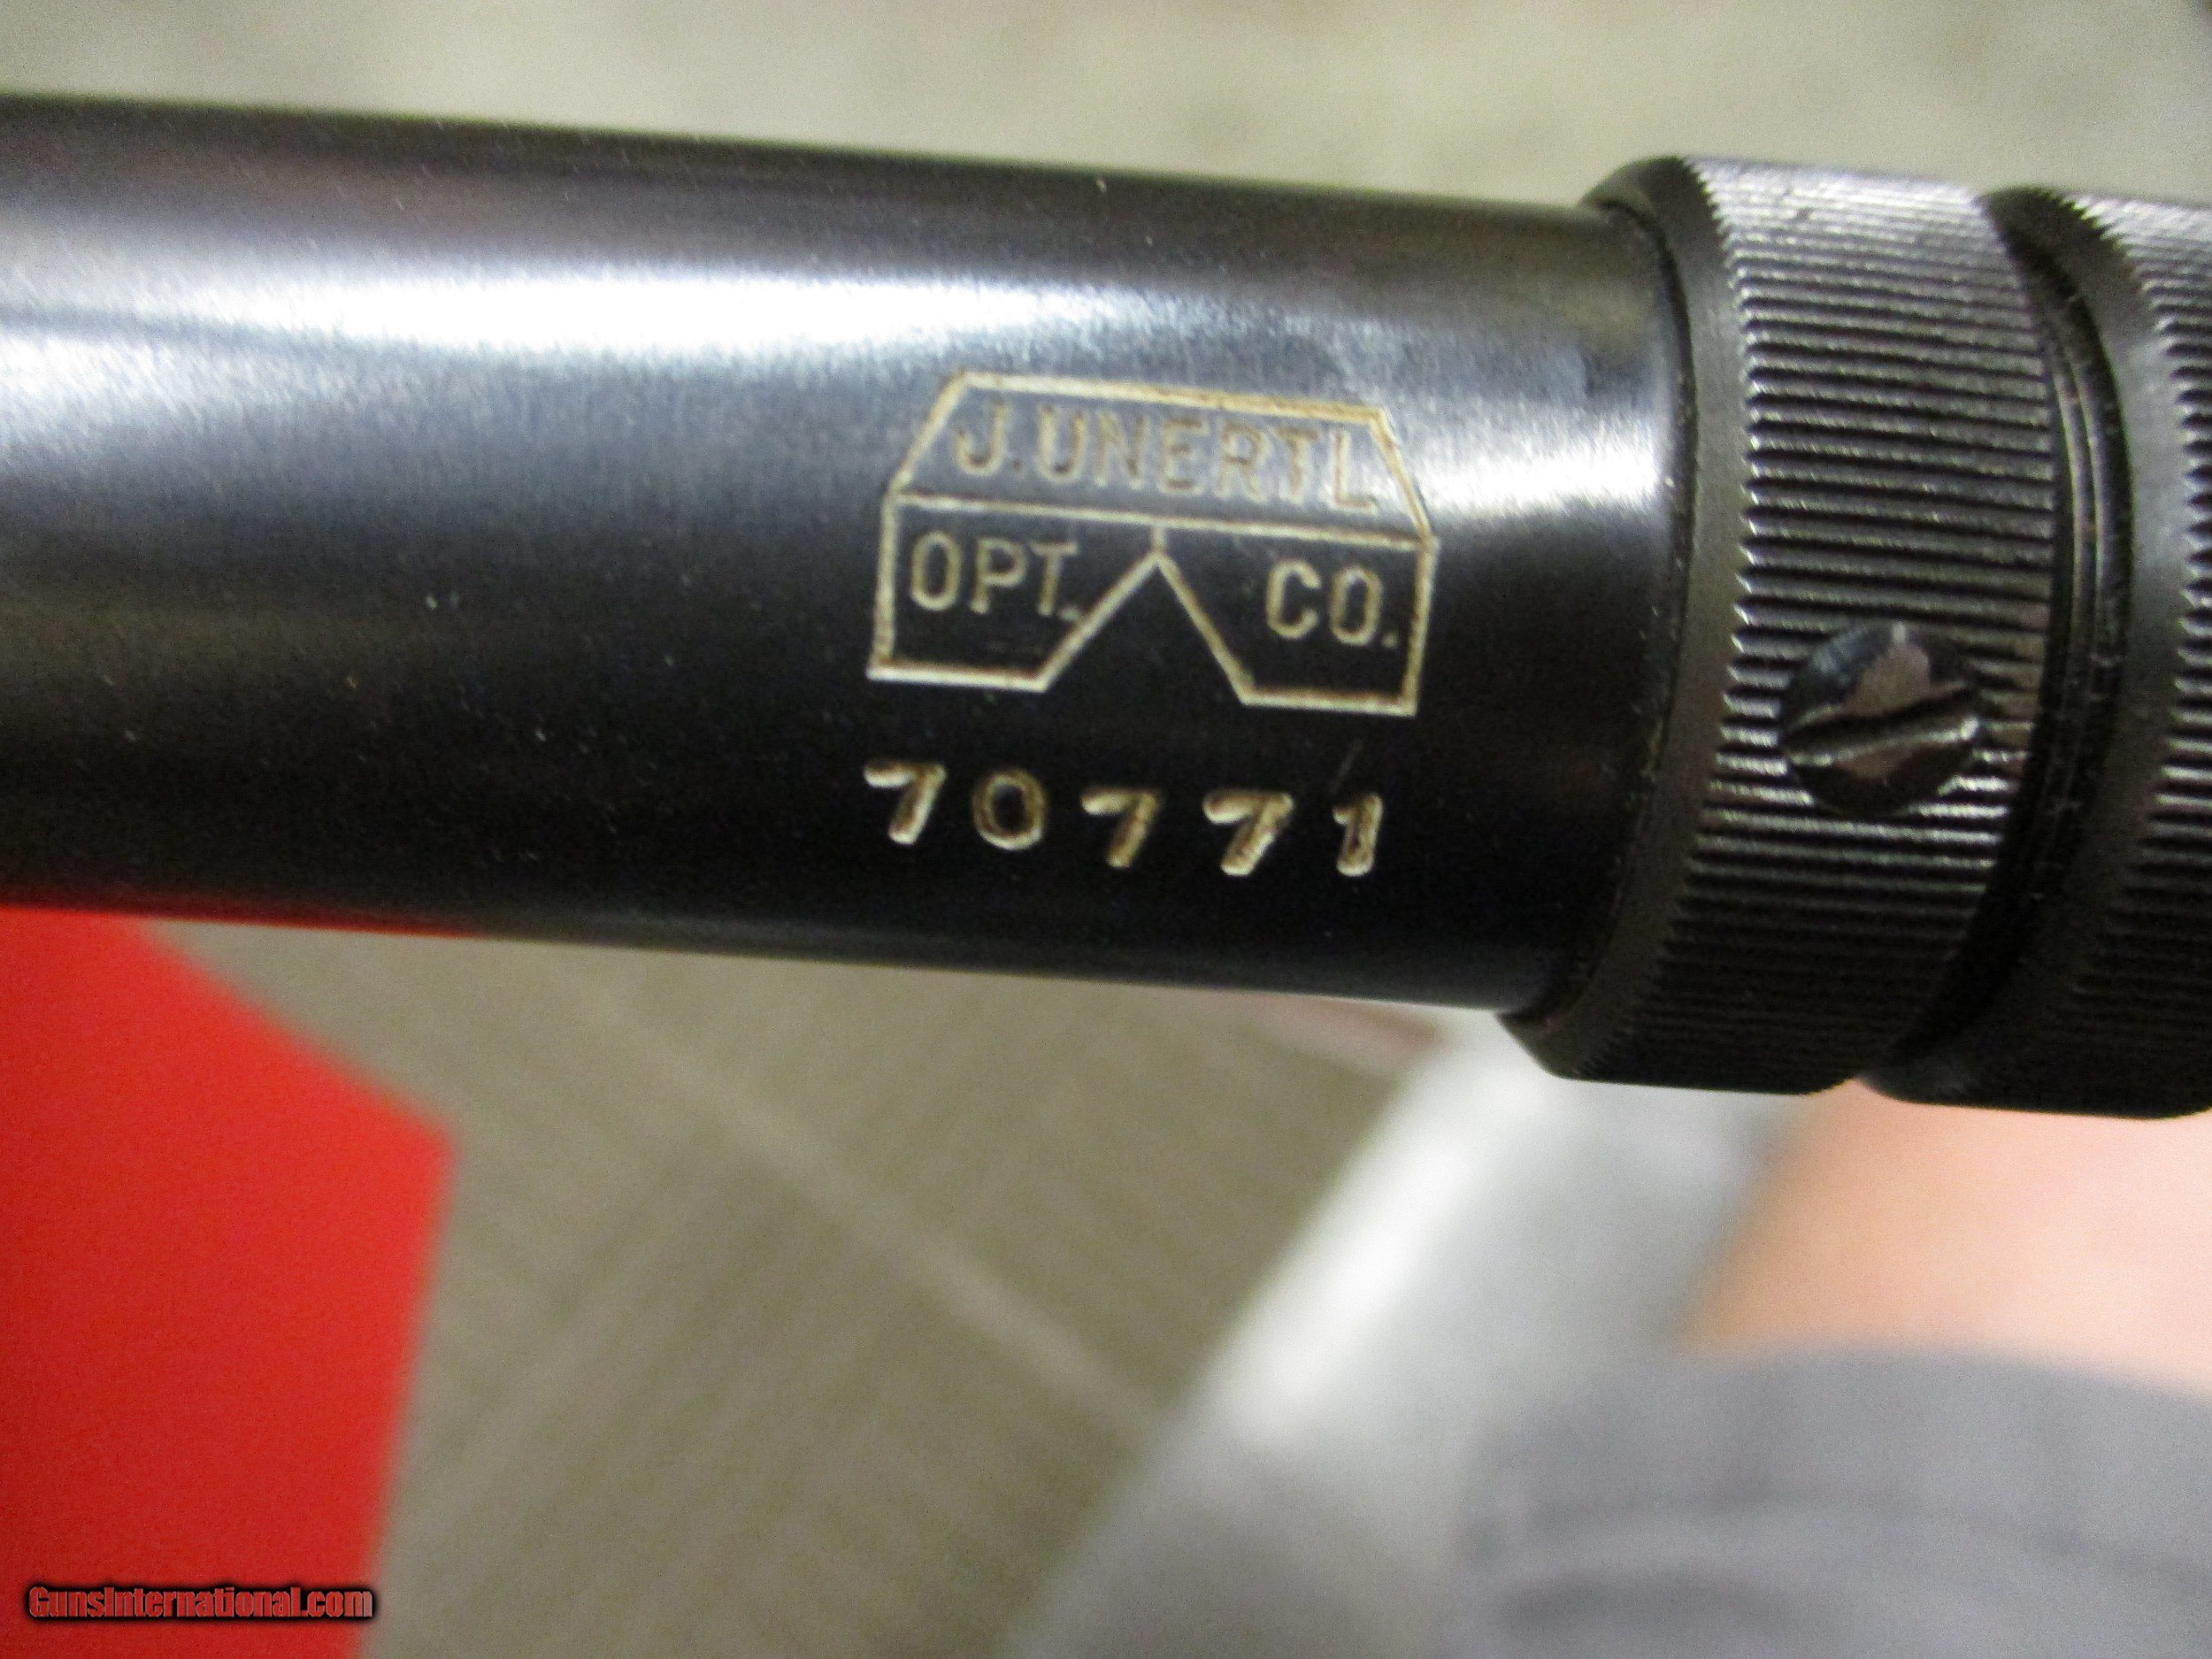 J. UNERTL
OPT. CO.
70771
GunsInternational.com